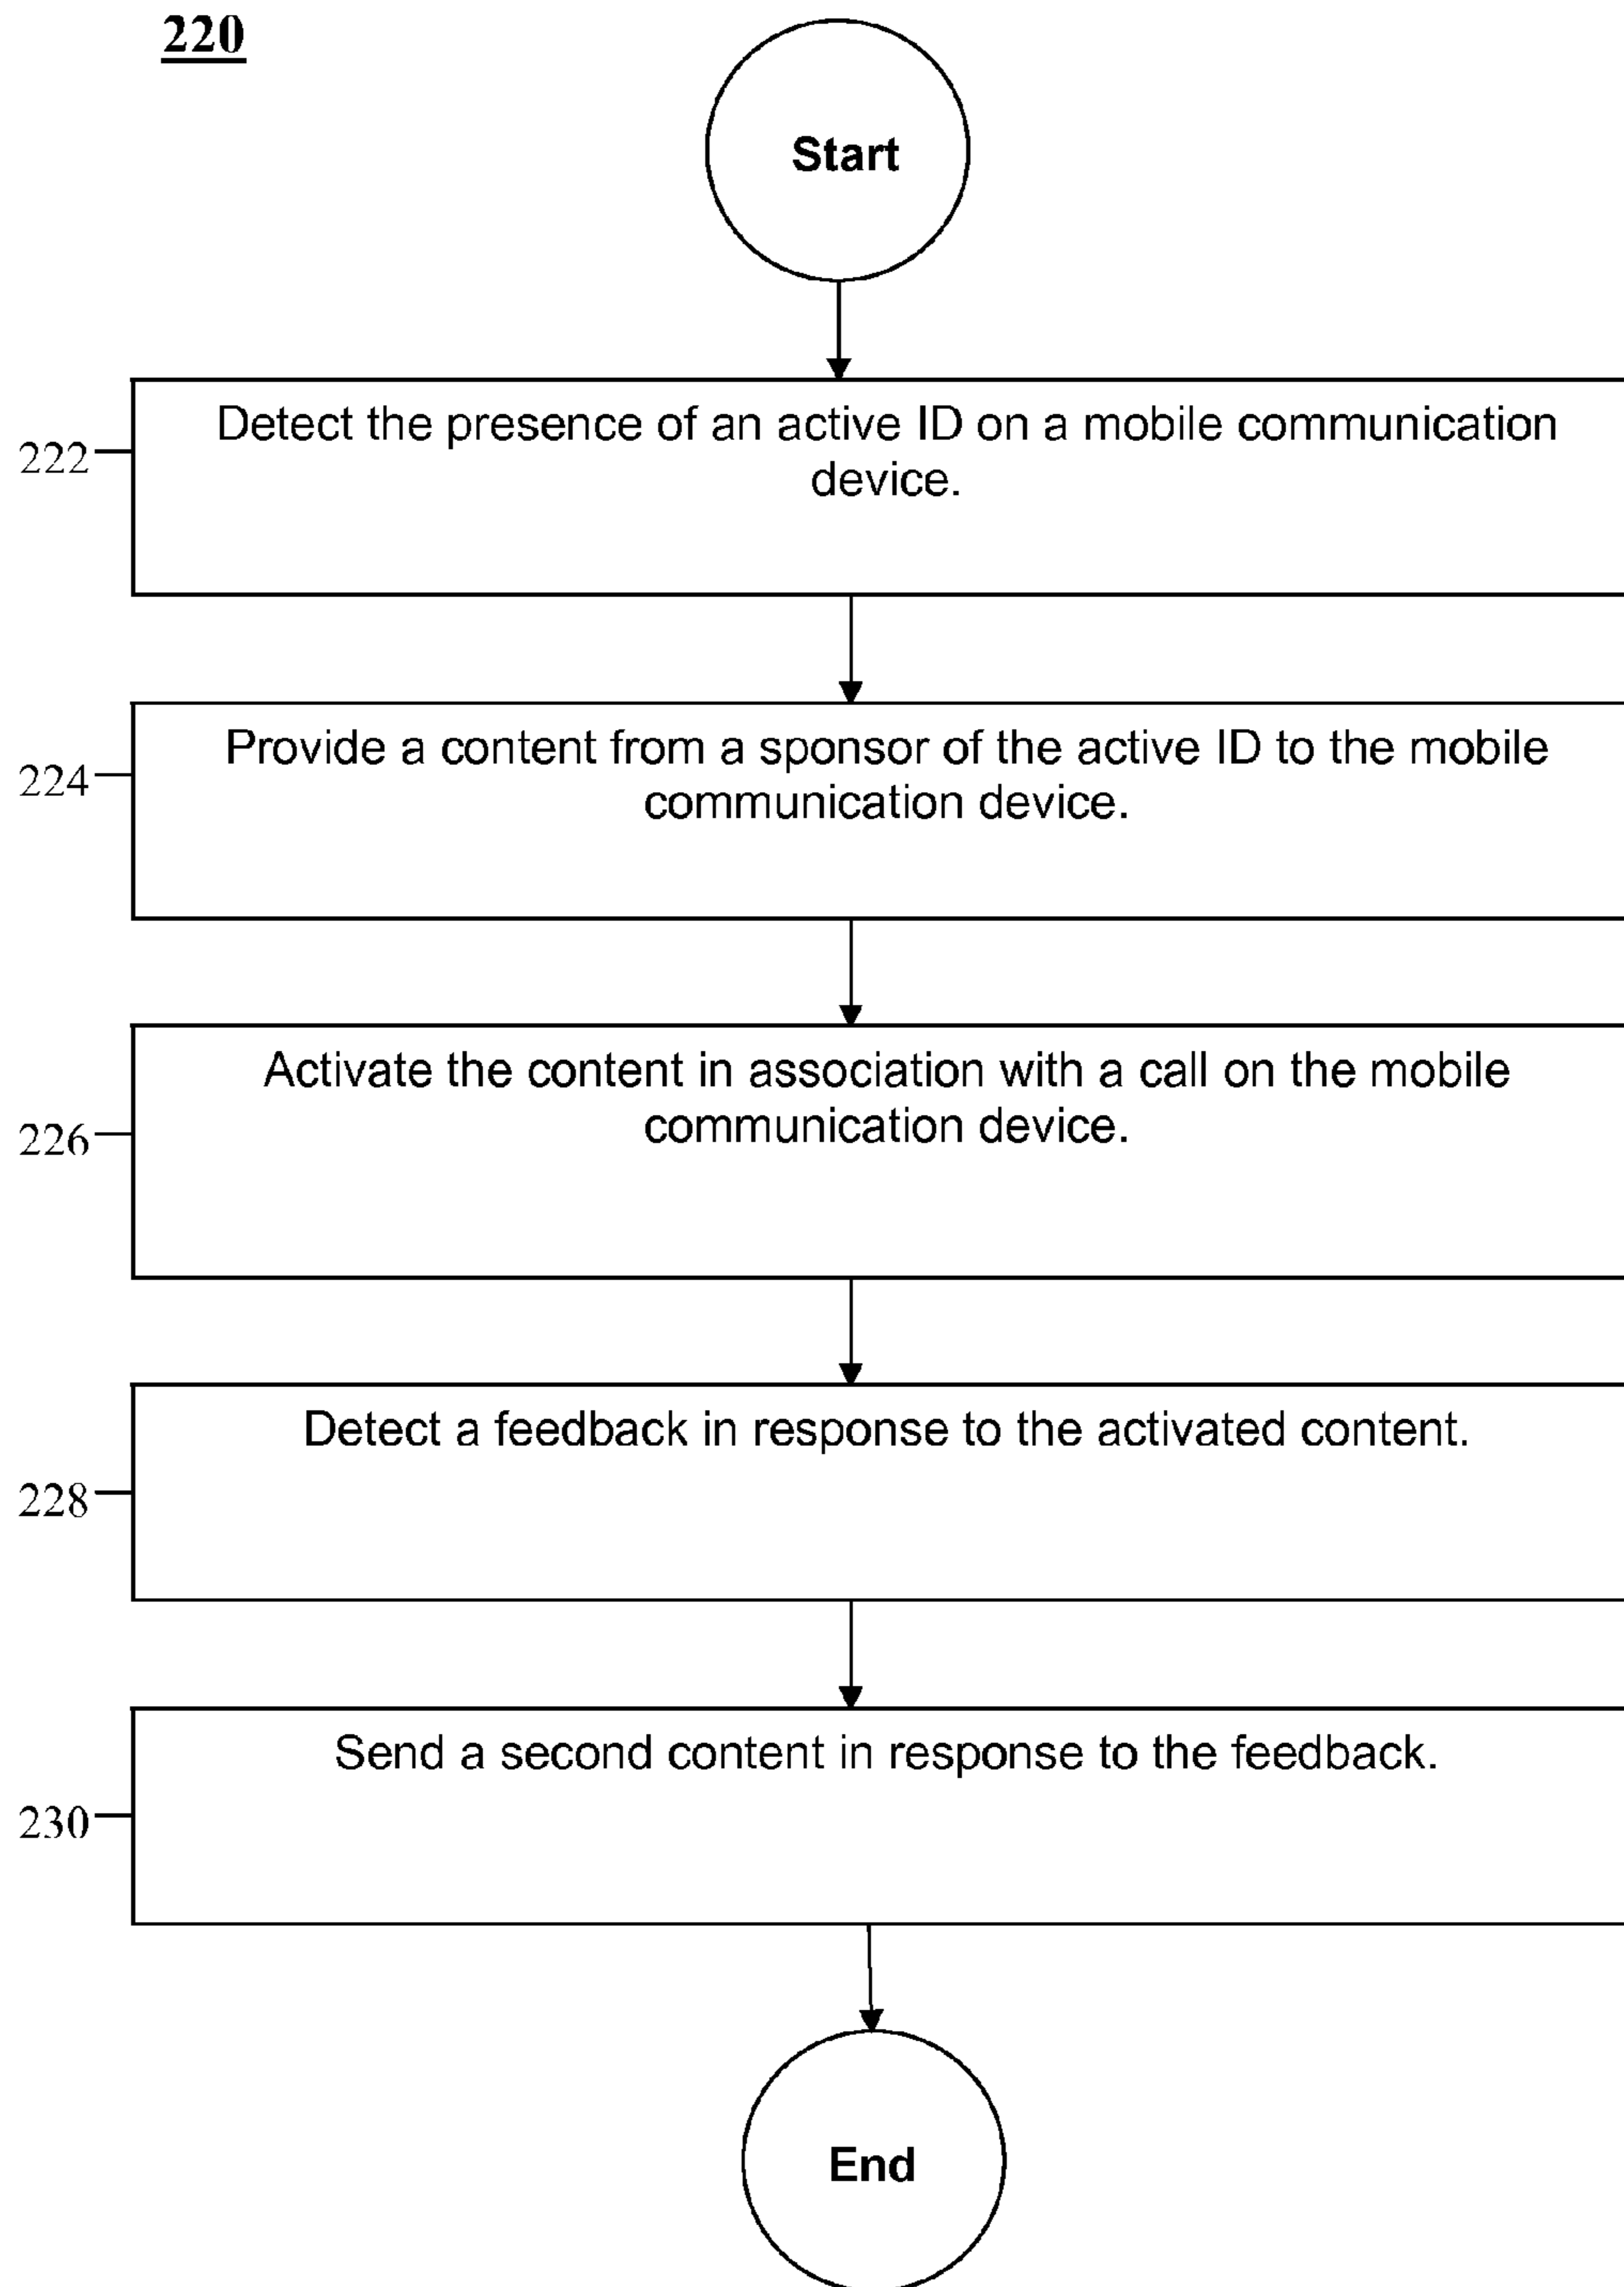 220
Start
222
Detect the presence of an active ID on a mobile communication
device.
224
Provide a content from a sponsor of the active ID to the mobile
communication device.
226
Activate the content in association with a call on the mobile
communication device.
228
Detect a feedback in response to the activated content.
230
Send a second content in response to the feedback.
End